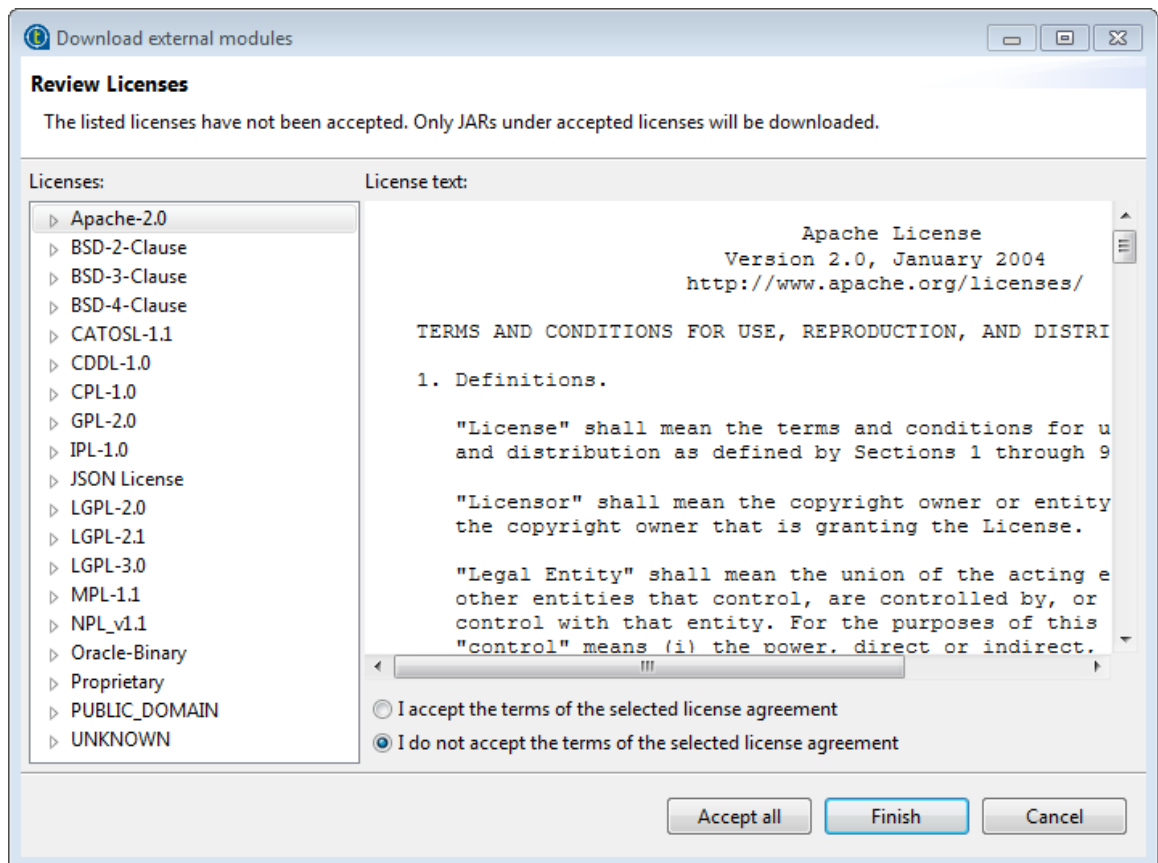 Download external modules
Review Licenses
The listed licenses have not been accepted. Only JARs under accepted licenses will be downloaded.
Licenses:
License text:
Apache-2.0
BSD-2-Clause
BSD-3-Clause
BSD-4-Clause
CATOSL-1.1
CDDL-1.0
CPL-1.0
GPL-2.0
IPL-1.0
JSON License
LGPL-2.0
LGPL-2.1
LGPL-3.0
MPL-1.1
NPL_v1.1
Oracle-Binary
Proprietary
PUBLIC_DOMAIN
UNKNOWN
Apache License
Version 2.0, January 2004
http://www.apache.org/licenses/
TERMS AND CONDITIONS FOR USE, REPRODUCTION, AND DISTRI
1. Definitions.
"License" shall mean the terms and conditions for u
and distribution as defined by Sections 1 through 9
"Licensor" shall mean the copyright owner or entity
the copyright owner that is granting the License.
"Legal Entity" shall mean the union of the acting e
other entities that control, are controlled by, or
control with that entity. For the purposes of this
"control" means (i) the power, direct or indirect,
I accept the terms of the selected license agreement
I do not accept the terms of the selected license agreement
Accept all
Finish
Cancel